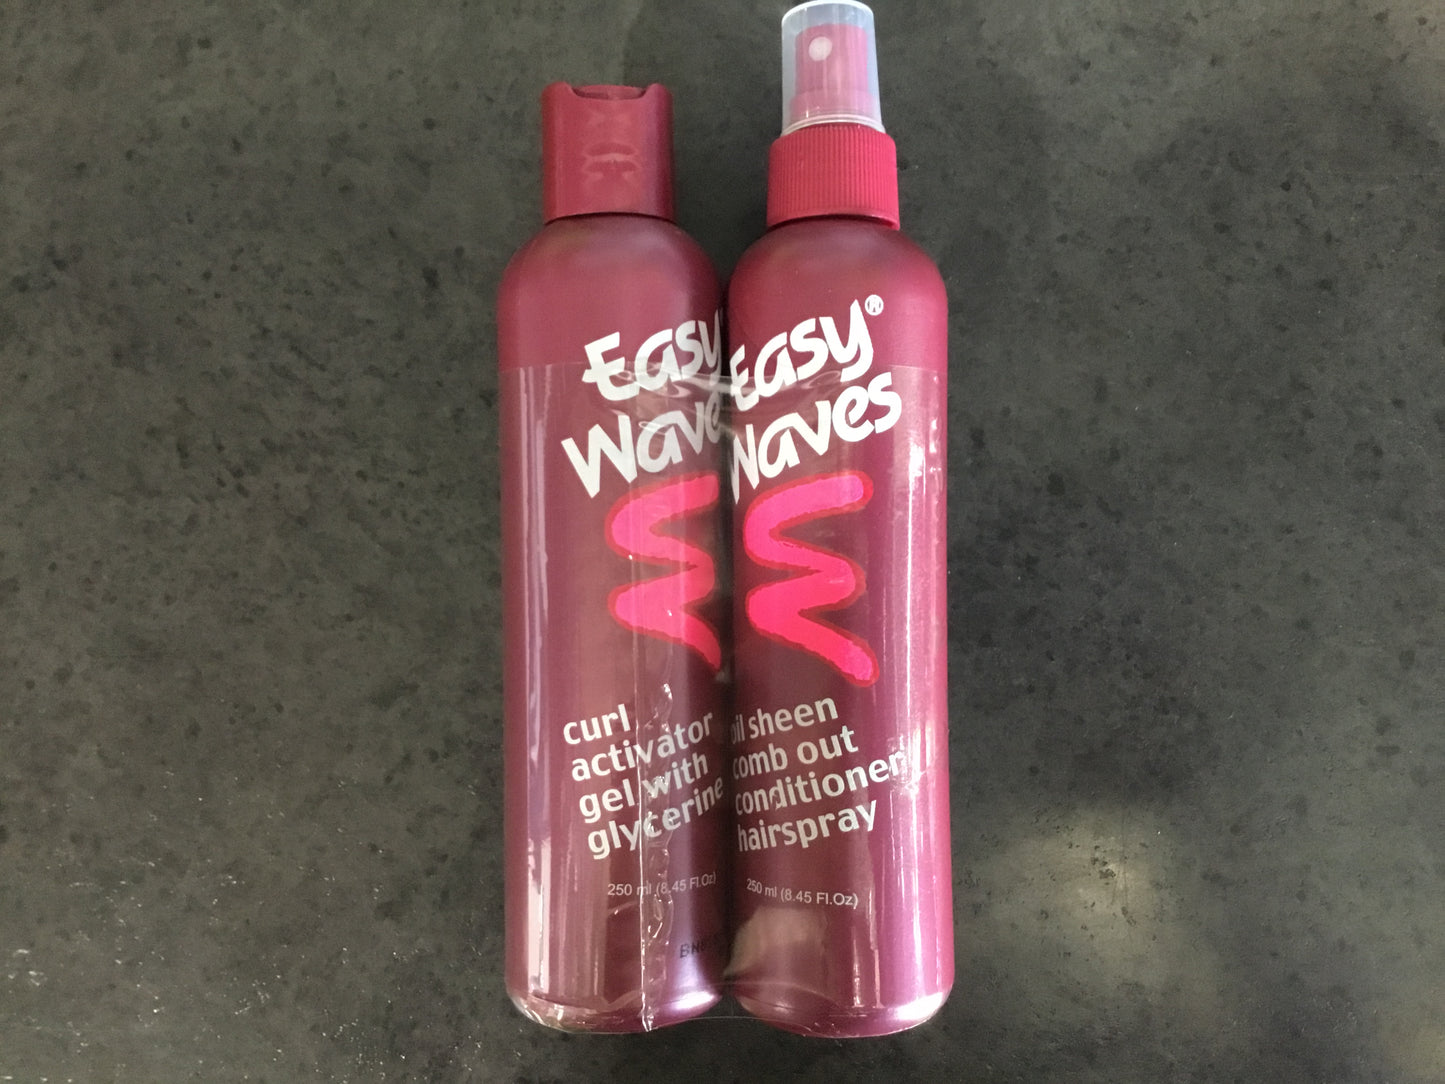 Easy
Wave
curl
activator
gel with
glycerine
250 ml (8.45 Fl.Oz)
Easy®
Waves
oil sheen
comb out
conditioner
hairspray
250 ml (8.45 Fl.Oz)